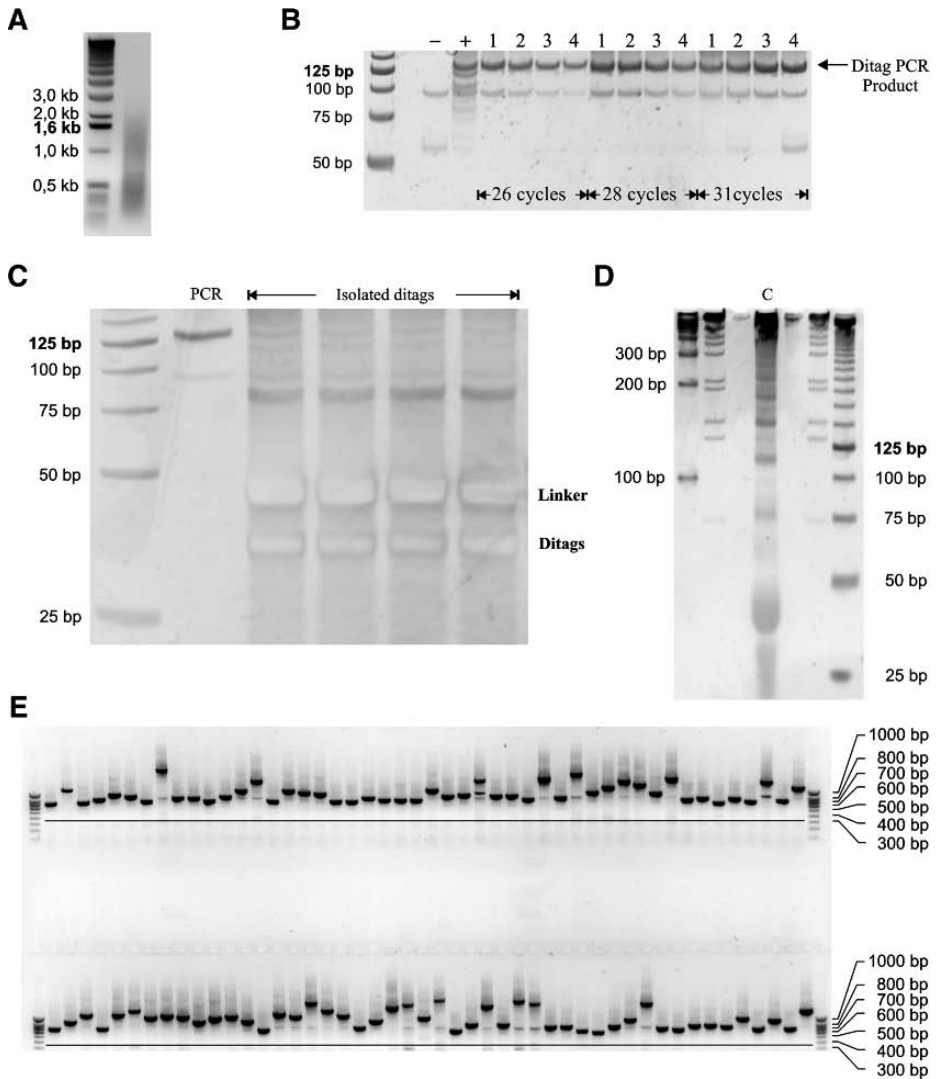 A
3,0 kb
2,0 kb
1,6 kb
1,0 kb
0,5 kb
B
– + 1 2 3 4 1 2 3 4 1 2 3 4
125 bp
100 bp
75 bp
50 bp
Ditag PCR
Product
26 cycles 28 cycles 31cycles
C
PCR Isolated ditags
125 bp
100 bp
75 bp
50 bp
25 bp
Linker
Ditags
D
C
300 bp
200 bp
100 bp
125 bp
100 bp
75 bp
50 bp
25 bp
E
1000 bp
800 bp
700 bp
600 bp
500 bp
400 bp
300 bp
1000 bp
800 bp
700 bp
600 bp
500 bp
400 bp
300 bp